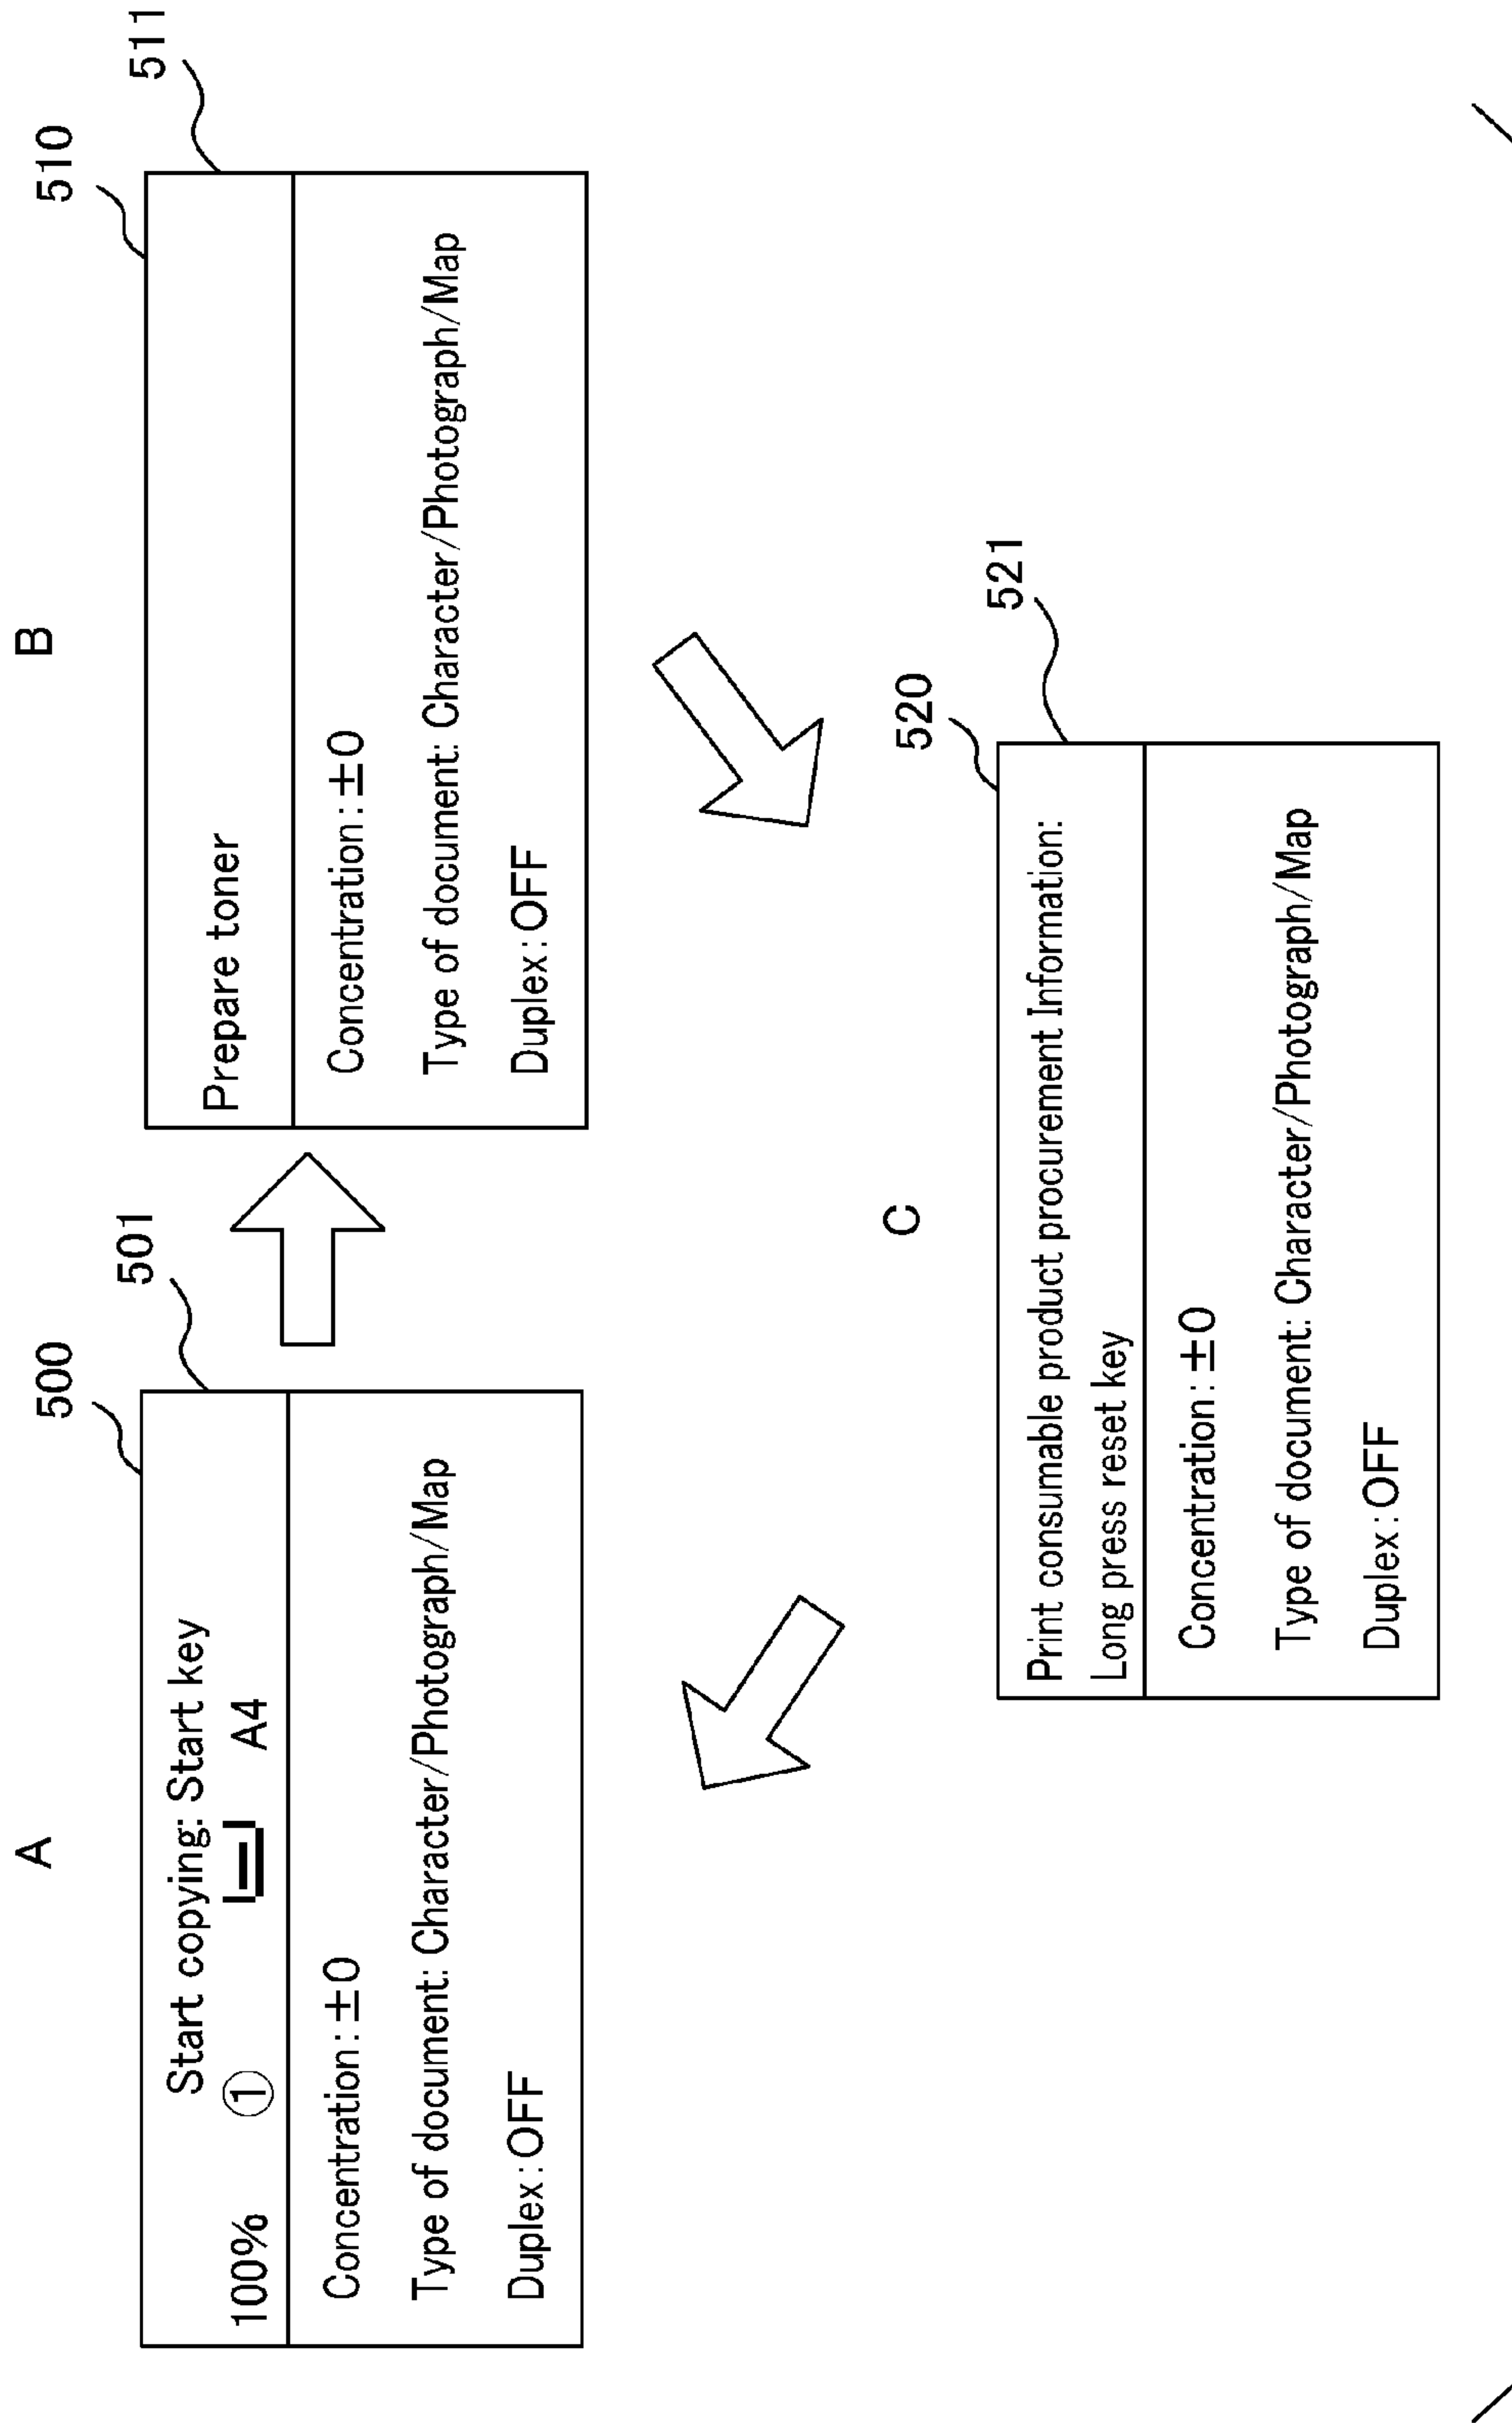 A
500
501
Start copying: Start key
100% ① A4
Concentration:±0
Type of document: Character/Photograph/Map
Duplex:OFF
B
510
511
Prepare toner
Concentration:±0
Type of document: Character/Photograph/Map
Duplex:OFF
C
520
521
Print consumable product procurement Information:
Long press reset key
Concentration:±0
Type of document: Character/Photograph/Map
Duplex:OFF